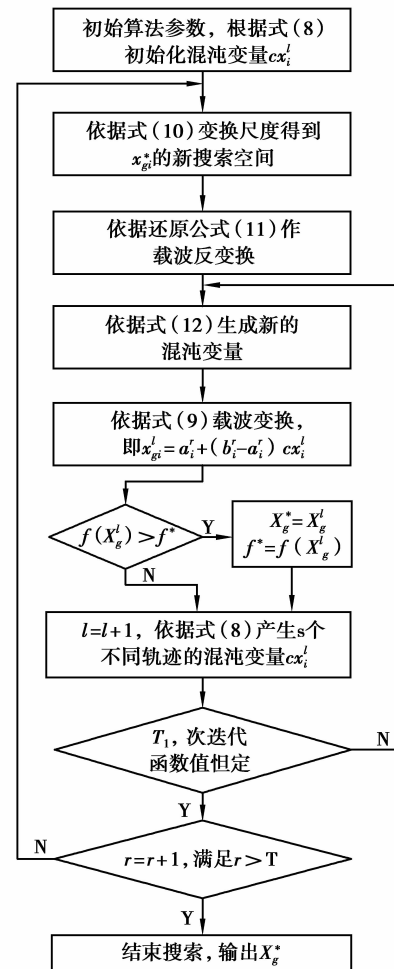 初始算法参数，根据式（8）
初始化混沌变量cx_i^l
依据式（10）变换尺度得到
x_gi^*的新搜索空间
依据还原公式（11）作
载波反变换
依据式（12）生成新的
混沌变量
依据式（9）载波变换，
即x_gi^l=a_i^r+（b_i^r-a_i^r）cx_i^l
f(X_g^l)>f*
Y
X_g^*=X_g^l
f*=f（X_g^l）
N
l=l+1，依据式（8）产生s个
不同轨迹的混沌变量cx_i^l
T_1，次迭代
函数值怛定
N
Y
r=r+1,满足r>T
N
Y
结束搜索，输出X_g^*